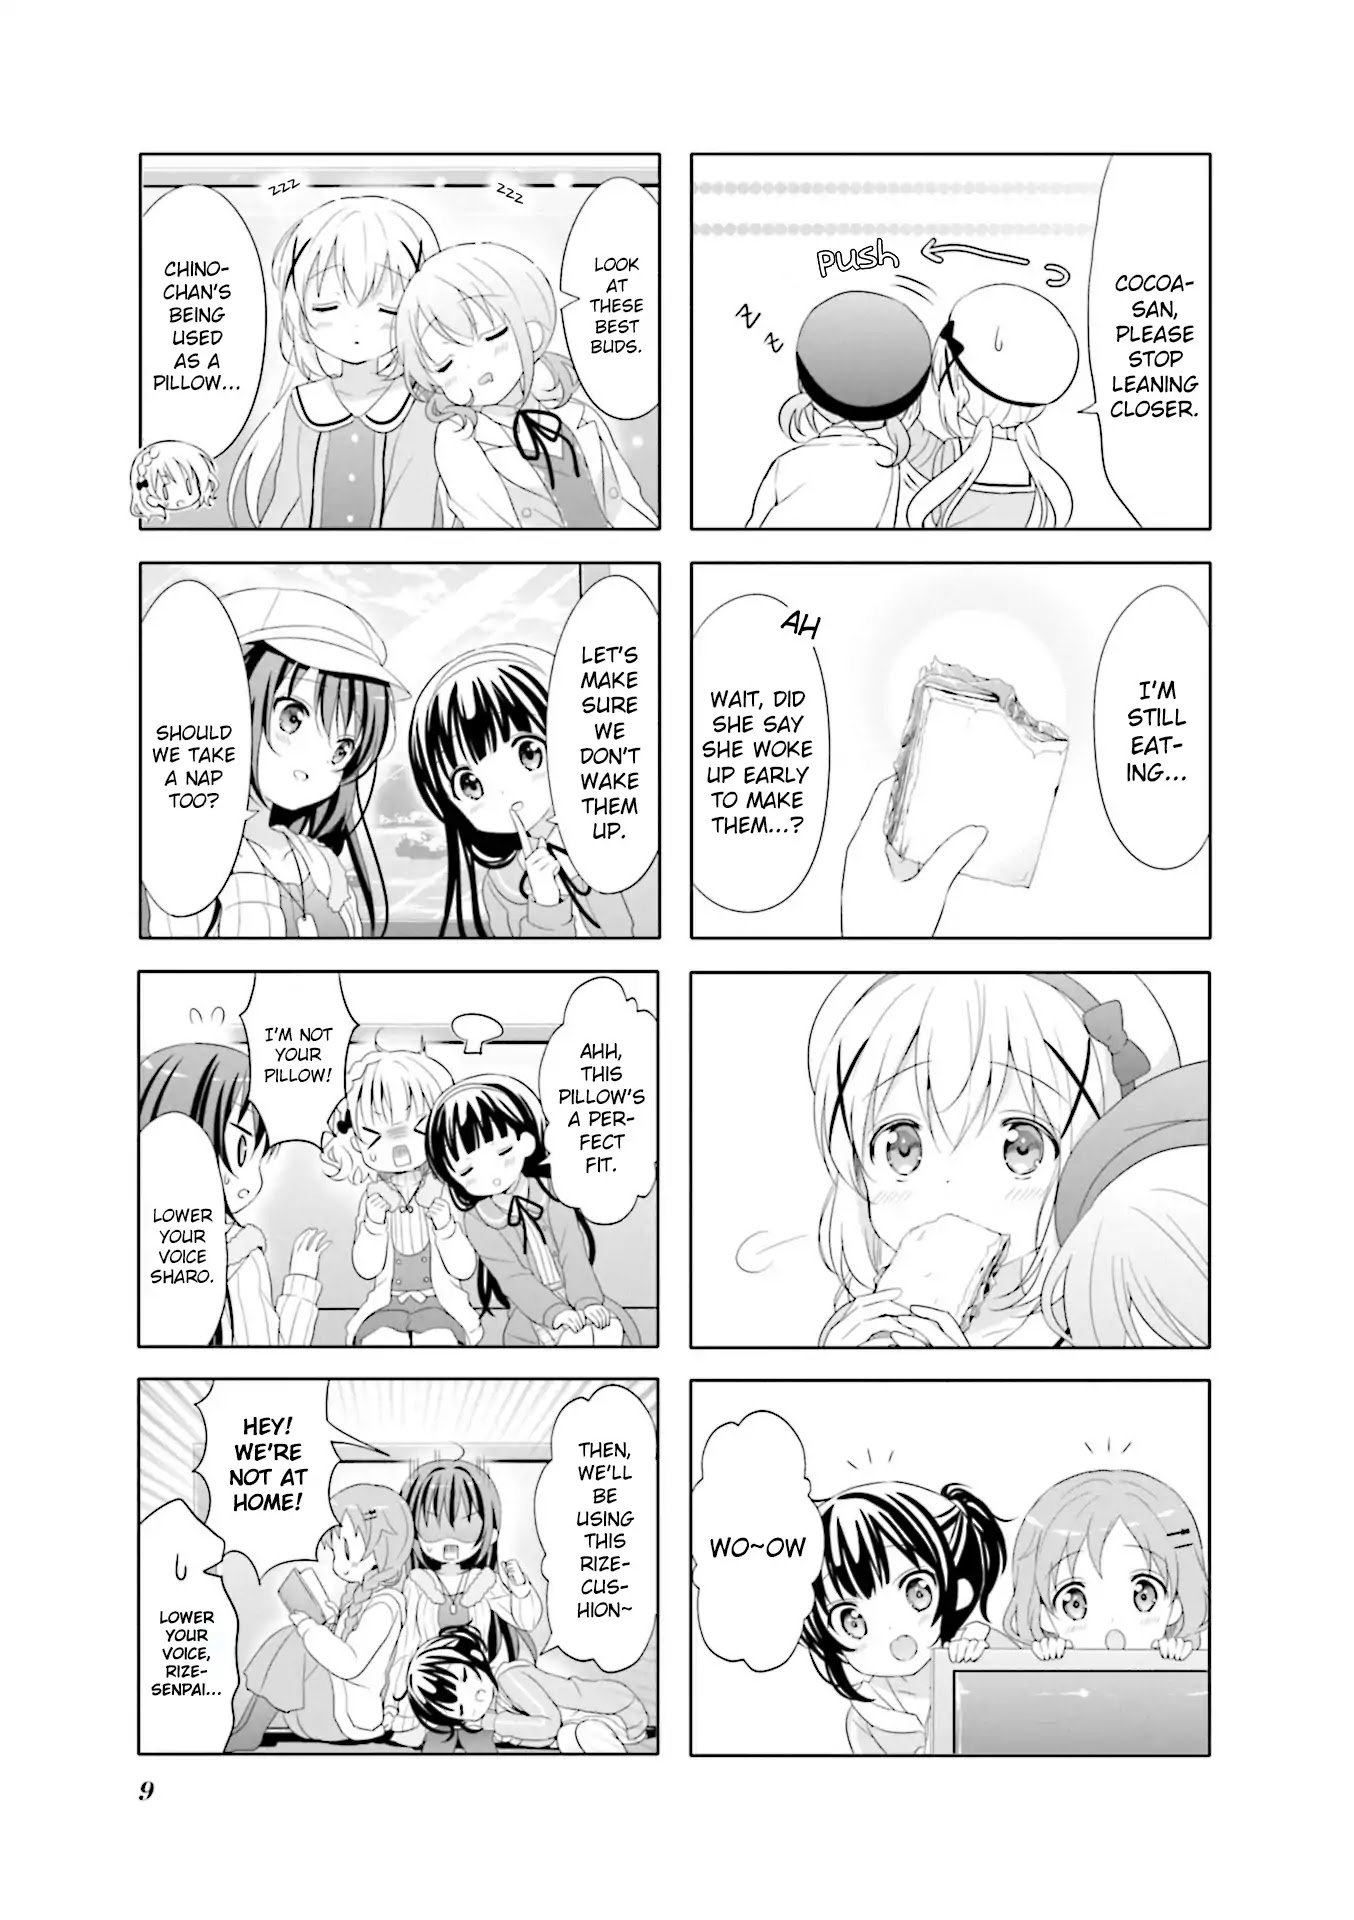 COCOA-
SAN,
PLEASE
STOP
LEANING
CLOSER.
push
Z
Z
I'M
STILL
EAT-
ING...
AH
WAIT, DID
SHE SAY
SHE WOKE
UP EARLY
TO MAKE
THEM...?
WO~OW
LOOK
AT
THESE
BEST
BUDS.
ZZZ
ZZZ
CHINO-
CHAN'S
BEING
USED
AS A
PILLOW...
LET'S
MAKE
SURE
WE
DON'T
WAKE
THEM
UP.
SHOULD
WE TAKE
A NAP
TOO?
AHH,
THIS
PILLOW'S
A PER-
FECT
FIT.
I'M NOT
YOUR
PILLOW!
LOWER
YOUR
VOICE
SHARO.
THEN,
WE'LL
BE
USING
THIS
RIZE-
CUS-
HION~
HEY!
WE'RE
NOT AT
HOME!
LOWER
YOUR
VOICE,
RIZE-
SENPAI...
9